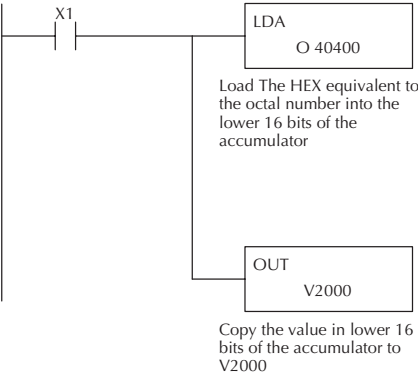 X1
LDA
O 40400
Load The HEX equivalent to
the octal number into the
lower 16 bits of the
accumulator
OUT
V2000
Copy the value in lower 16
bits of the accumulator to
V2000